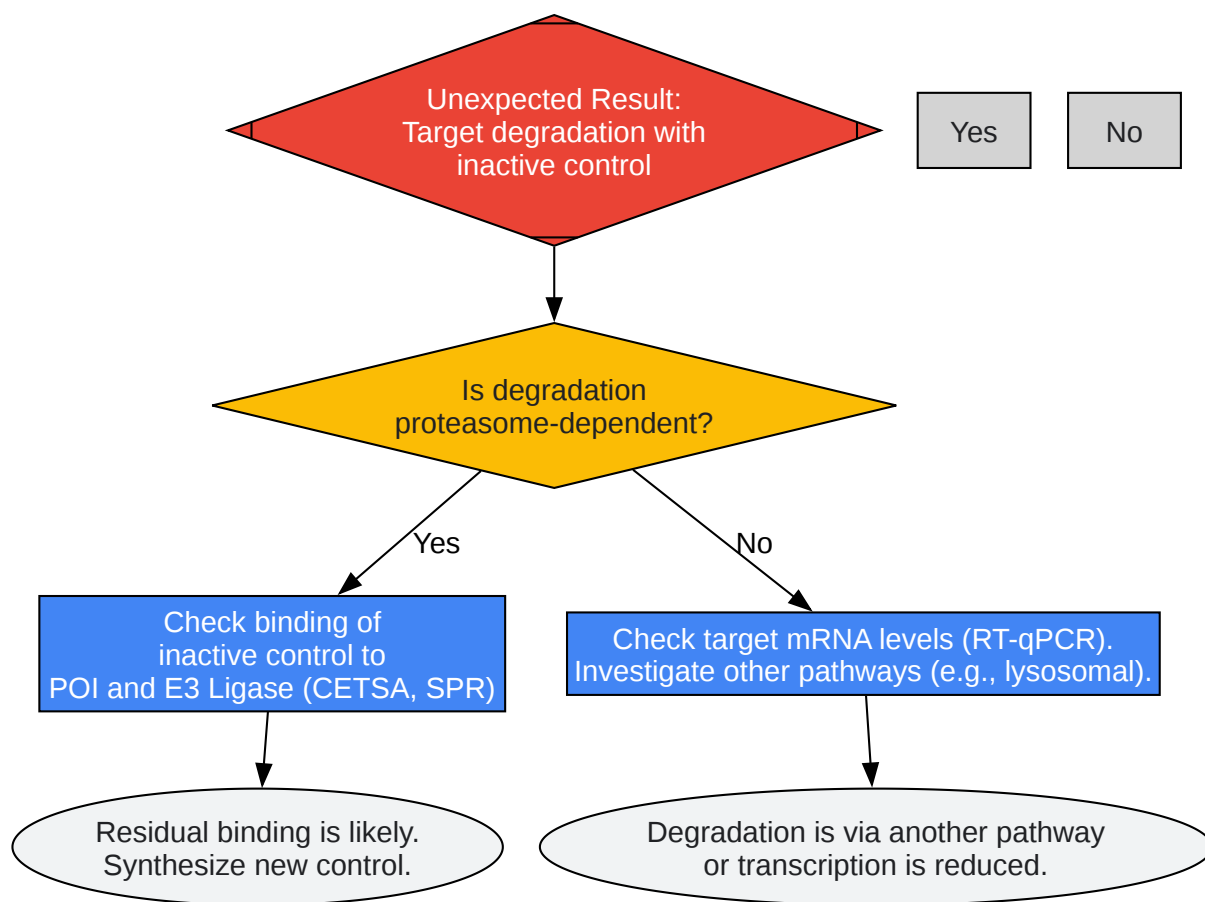 Unexpected Result:
Target degradation with
inactive control
Yes
No
Is degradation
proteasome-dependent?
Yes
No
Check binding of
inactive control to
POI and E3 Ligase (CETSA, SPR)
Check target mRNA levels (RT-qPCR).
Investigate other pathways (e.g., lysosomal).
Residual binding is likely.
Synthesize new control.
Degradation is via another pathway
or transcription is reduced.